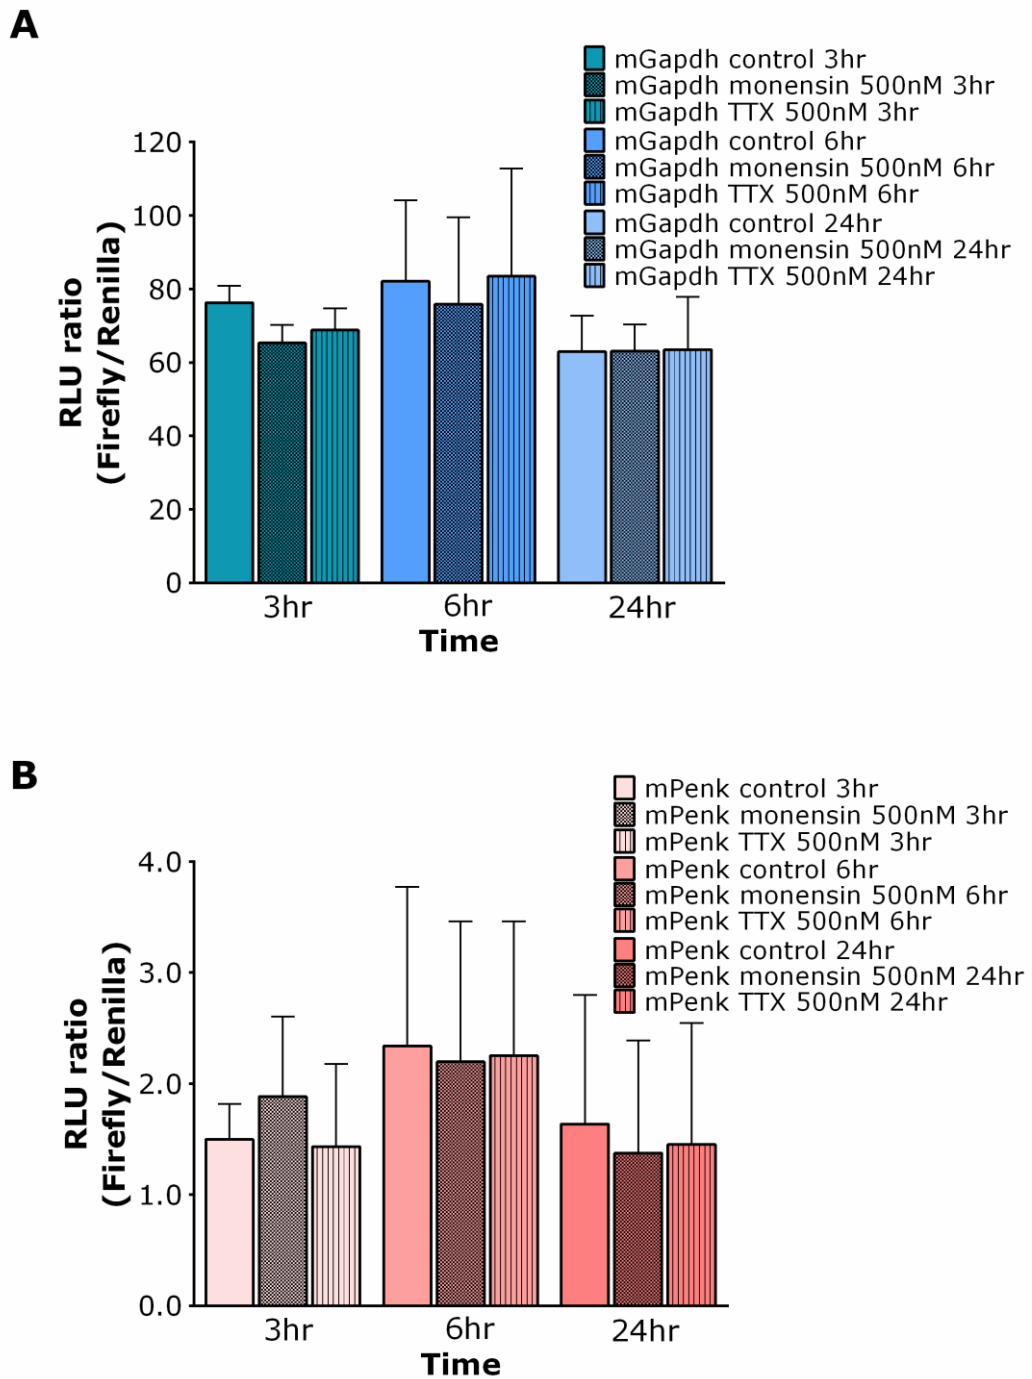 A
mGapdh control 3hr
mGapdh monensin 500nM 3hr
mGapdh TTX 500nM 3hr
mGapdh control 6hr
mGapdh monensin 500nM 6hr
mGapdh TTX 500nM 6hr
mGapdh control 24hr
mGapdh monensin 500nM 24hr
mGapdh TTX 500nM 24hr
120
100
80
60
40
20
0
RLU ratio
(Firefly/Renilla)
3hr 6hr 24hr
Time
B
mPenk control 3hr
mPenk monensin 500nM 3hr
mPenk TTX 500nM 3hr
mPenk control 6hr
mPenk monensin 500nM 6hr
mPenk TTX 500nM 6hr
mPenk control 24hr
mPenk monensin 500nM 24hr
mPenk TTX 500nM 24hr
4.0
3.0
2.0
1.0
0.0
RLU ratio
(Firefly/Renilla)
3hr 6hr 24hr
Time